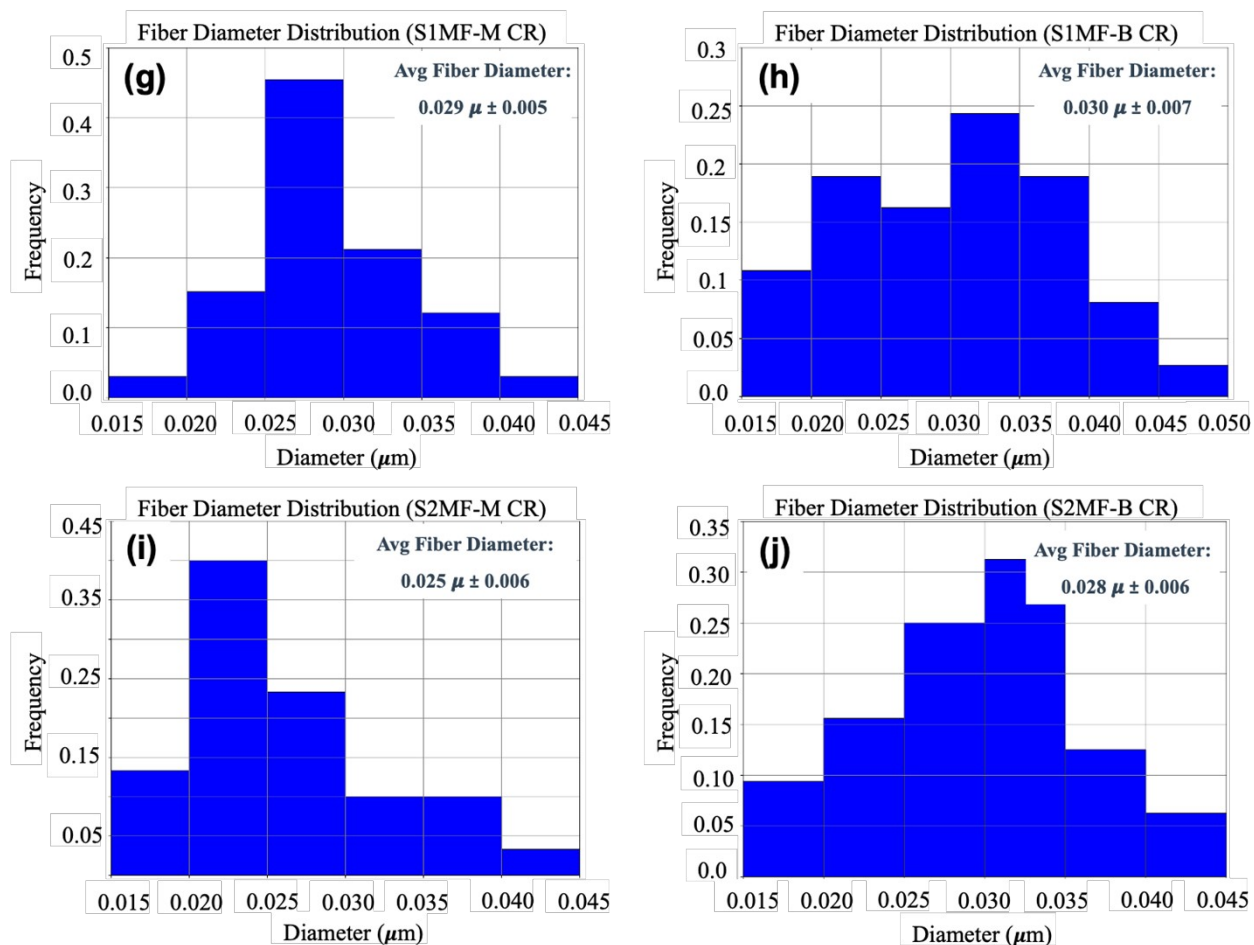 Fiber Diameter Distribution (S1MF-M CR)
(g)
Avg Fiber Diameter:
0.029 μ ± 0.005
Frequency
0.5
0.4
0.3
0.2
0.1
0.0
0.015 0.020 0.025 0.030 0.035 0.040 0.045
Diameter (μm)
Fiber Diameter Distribution (S1MF-B CR)
(h)
Avg Fiber Diameter:
0.030 μ ± 0.007
Frequency
0.3
0.25
0.2
0.15
0.1
0.05
0.0
0.015 0.020 0.025 0.030 0.035 0.040 0.045 0.050
Diameter (μm)
Fiber Diameter Distribution (S2MF-M CR)
(i)
Avg Fiber Diameter:
0.025 μ ± 0.006
Frequency
0.45
0.35
0.25
0.15
0.05
0.015 0.020 0.025 0.030 0.035 0.040 0.045
Diameter (μm)
Fiber Diameter Distribution (S2MF-B CR)
(j)
Avg Fiber Diameter:
0.028 μ ± 0.006
Frequency
0.35
0.30
0.25
0.20
0.15
0.10
0.05
0.0
0.015 0.020 0.025 0.030 0.035 0.040 0.045
Diameter (μm)